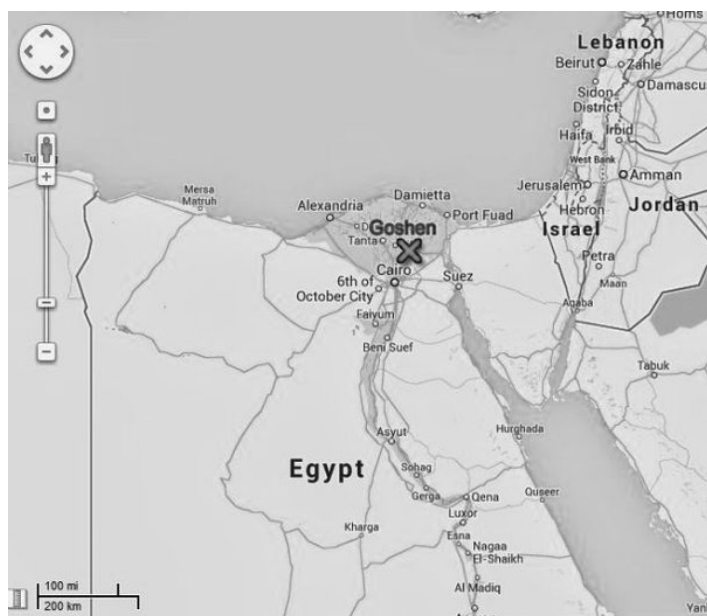 Homs
Lebanon
Beirut
Zahle
Damascu
Sidon
District
Haifa
Irbid
West Bank
Mersa
Matruh
Alexandria
Damietta
Port Fuad
Jerusalem
Amman
Hebron
Jordan
Israel
Goshen
Tanta
Cairo
Suez
6th of
October City
Petra
Maan
Aqaba
Faiyum
Beni Suef
Tabuk
Asyut
Hurghada
Egypt
Sohag
Gerga
Qena
Quseer
Luxor
Kharga
Esna
Nagaa
El-Shaikh
Al Madiq
100 mi
200 km
Yan